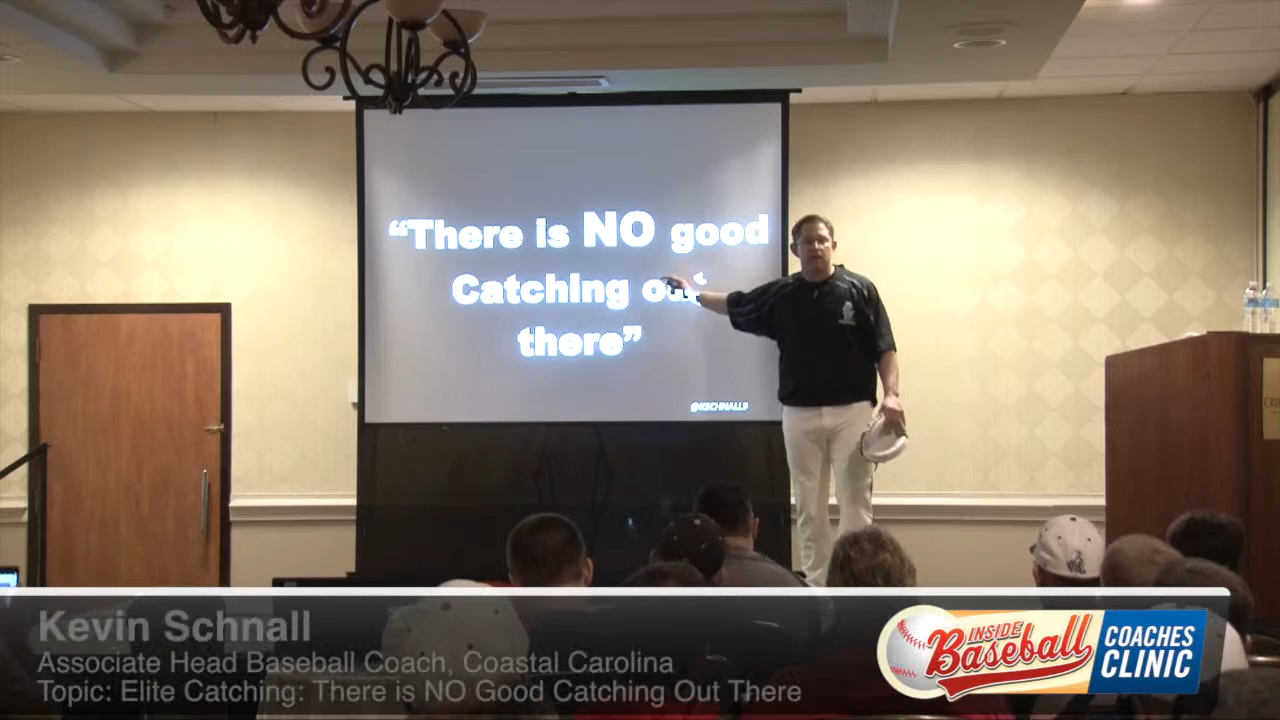 “There is NO good
Catching out
there”
@KSCHNALL5
Kevin Schnall
Associate Head Baseball Coach, Coastal Carolina
Topic: Elite Catching: There is NO Good Catching Out There
INSIDE
Baseball
COACHES
CLINIC